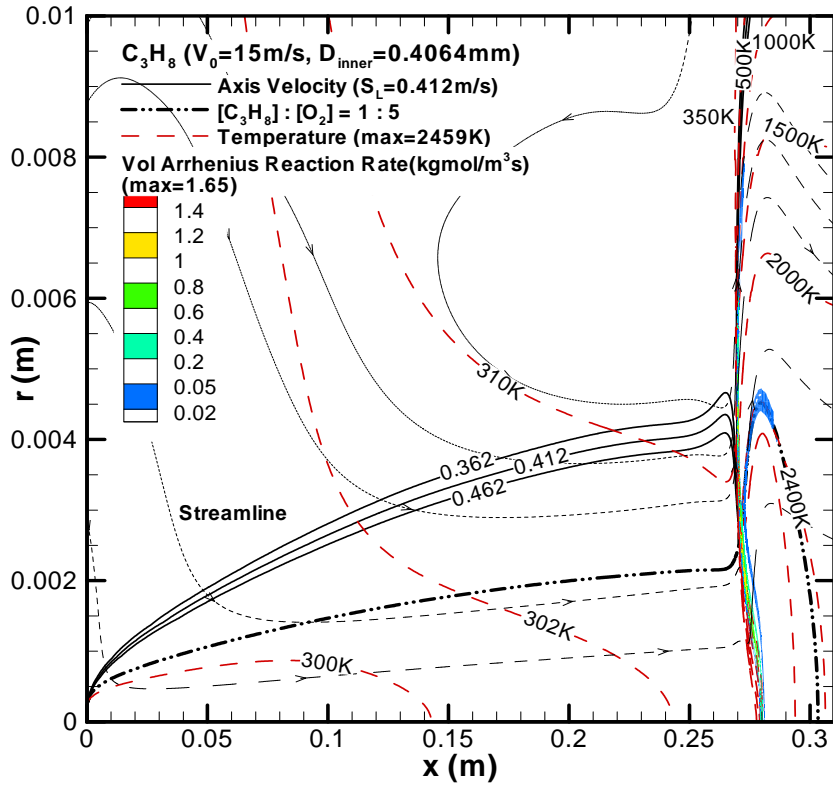 C₃H₈ (V₀=15m/s, D_inner=0.4064mm)
Axis Velocity (S_L=0.412m/s)
[C₃H₈] : [O₂] = 1 : 5
Temperature (max=2459K)
Vol Arrhenius Reaction Rate(kgmol/m³s)
(max=1.65)
1.4
1.2
1
0.8
0.6
0.4
0.2
0.05
0.02
350K
500K
1000K
1500K
2000K
2400K
310K
0.362
0.412
0.462
Streamline
302K
300K
r (m)
0.01
0.008
0.006
0.004
0.002
0
0
0.05
0.1
0.15
0.2
0.25
0.3
x (m)